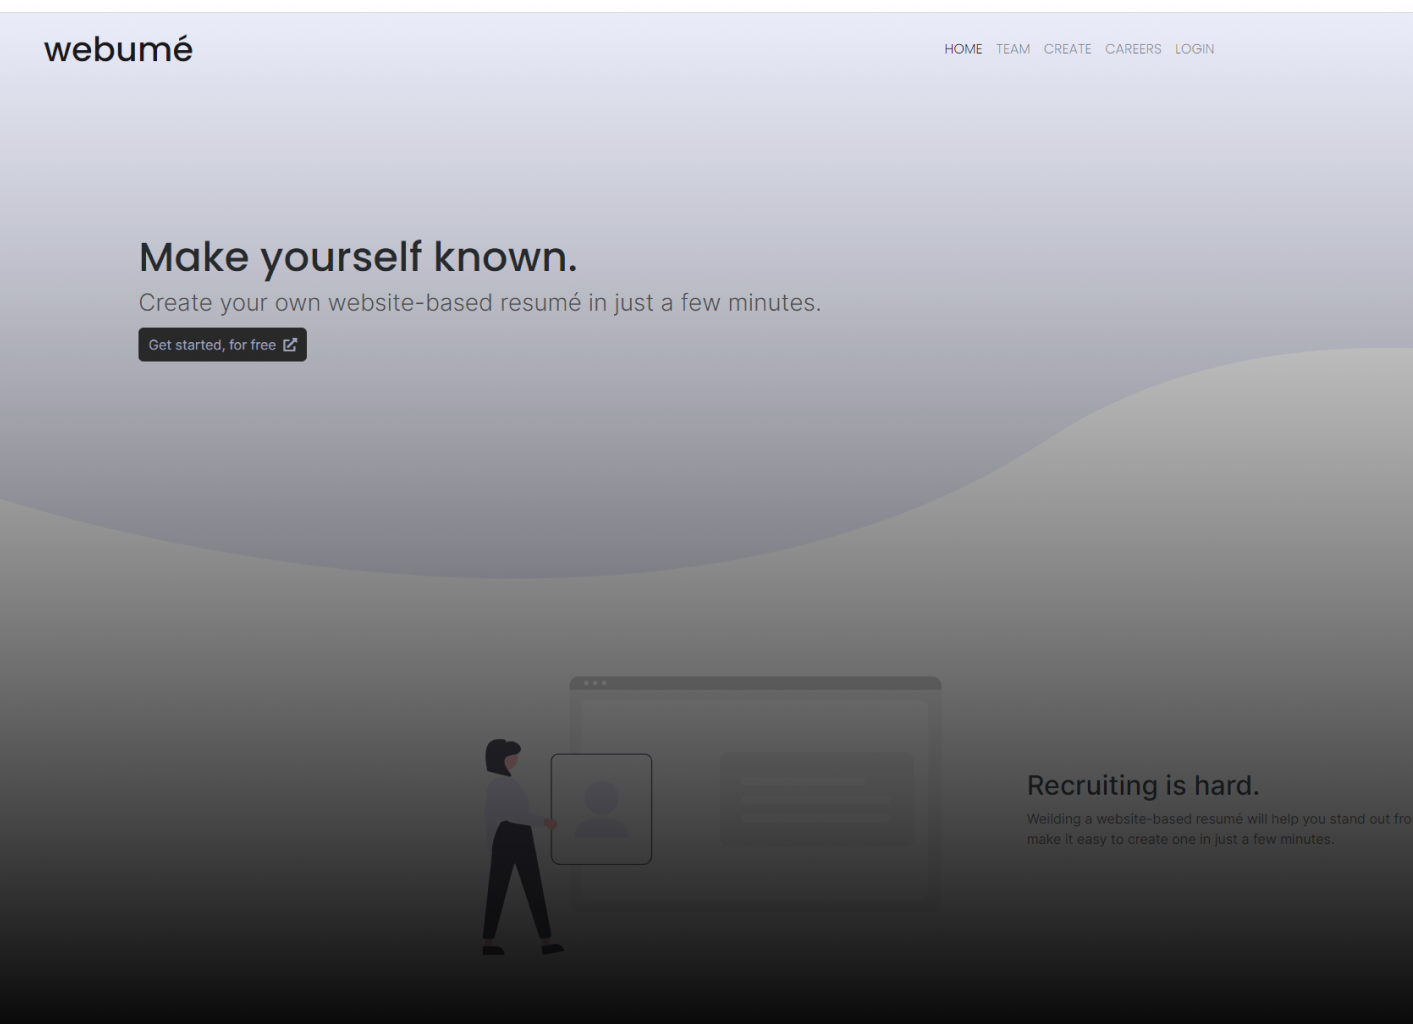 webumé
HOME TEAM CREATE CAREERS LOGIN
Make yourself known.
Create your own website-based resumé in just a few minutes.
Get started, for free
Recruiting is hard.
Weilding a website-based resumé will help you stand out fro
make it easy to create one in just a few minutes.